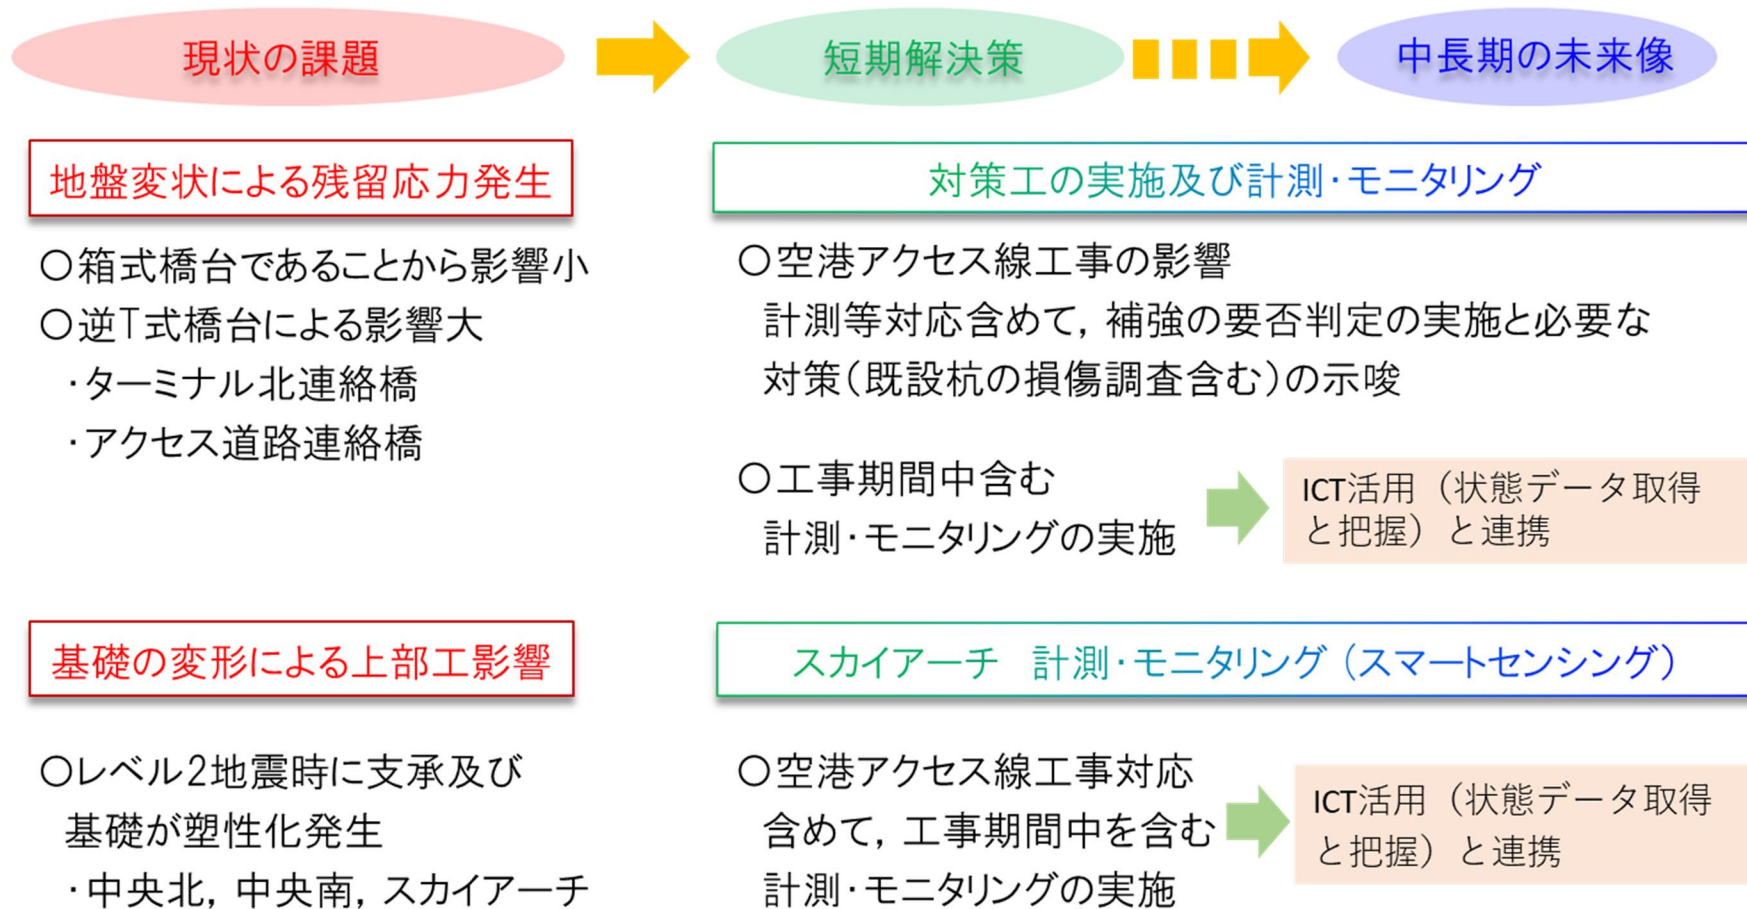 現状の課題
短期解決策
中長期の未来像
地盤変状による残留応力発生
対策工の実施及び計測・モニタリング
〇箱式橋台であることから影響小
〇逆T式橋台による影響大
・ターミナル北連絡橋
・アクセス道路連絡橋
〇空港アクセス線工事の影響
計測等対応含めて，補強の要否判定の実施と必要な
対策（既設杭の損傷調査含む）の示唆
〇工事期間中含む
計測・モニタリングの実施
ICT活用（状態データ取得
と把握）と連携
基礎の変形による上部工影響
スカイアーチ　計測・モニタリング（スマートセンシング）
〇レベル2地震時に支承及び
基礎が塑性化発生
・中央北，中央南，スカイアーチ
〇空港アクセス線工事対応
含めて，工事期間中を含む
計測・モニタリングの実施
ICT活用（状態データ取得
と把握）と連携